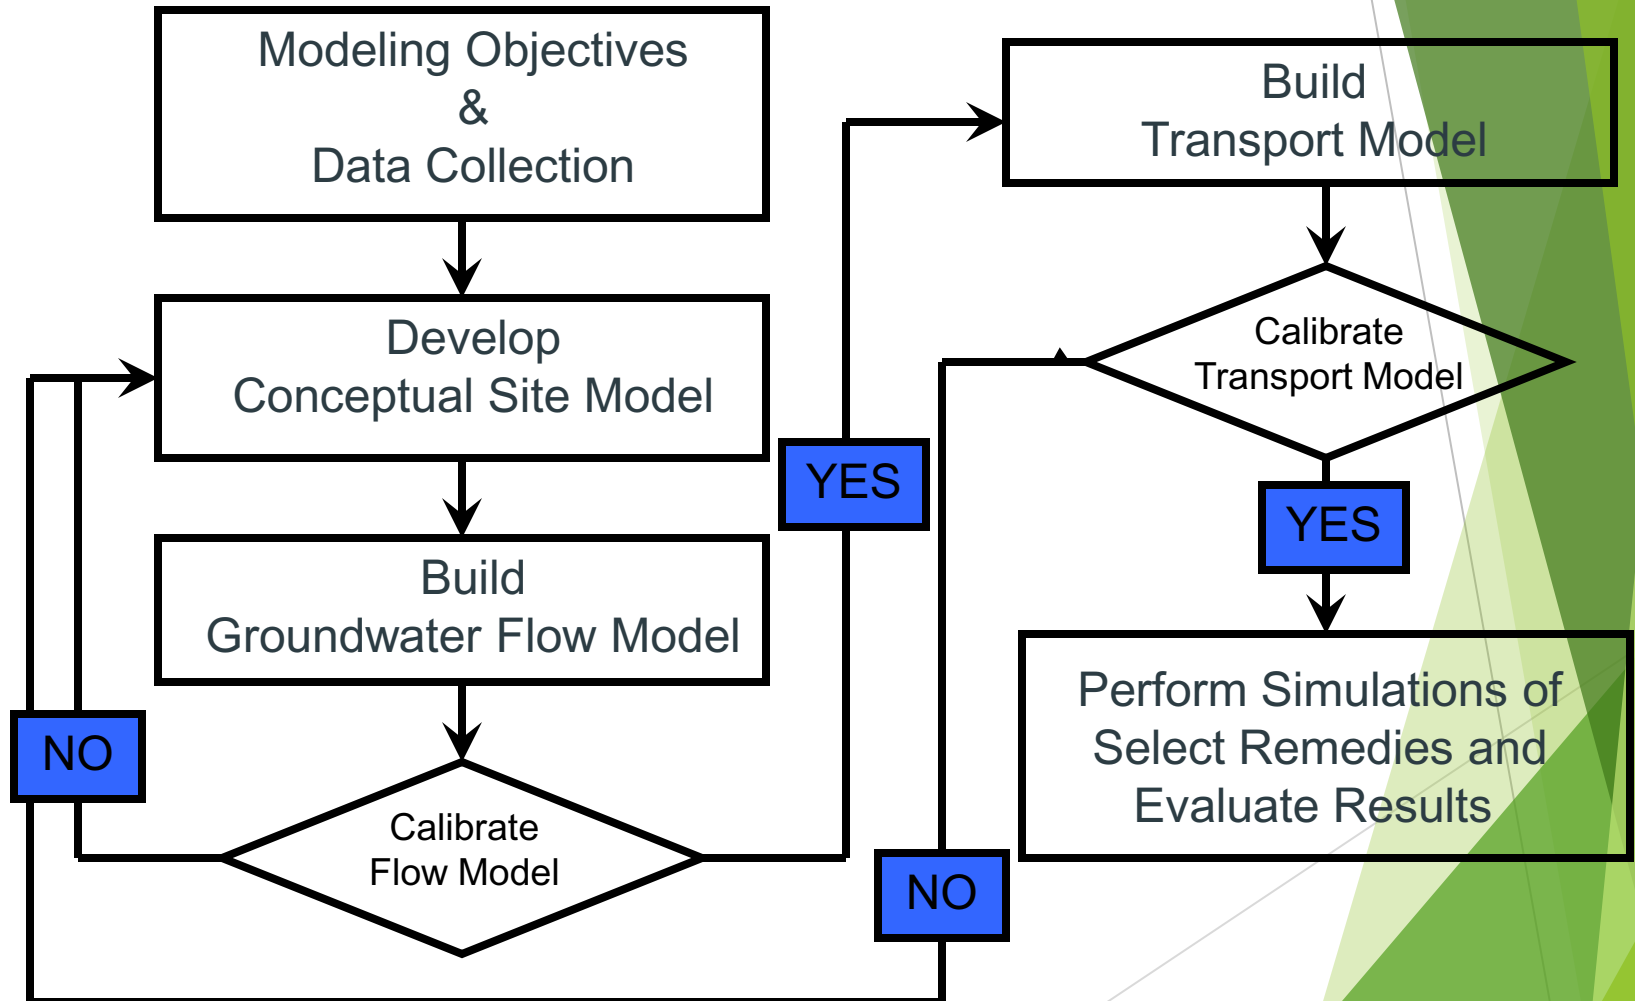 Modeling Objectives
&
Data Collection
Develop
Conceptual Site Model
Build
Groundwater Flow Model
NO
Calibrate
Flow Model
YES
Build
Transport Model
Calibrate
Transport Model
YES
NO
Perform Simulations of
Select Remedies and
Evaluate Results